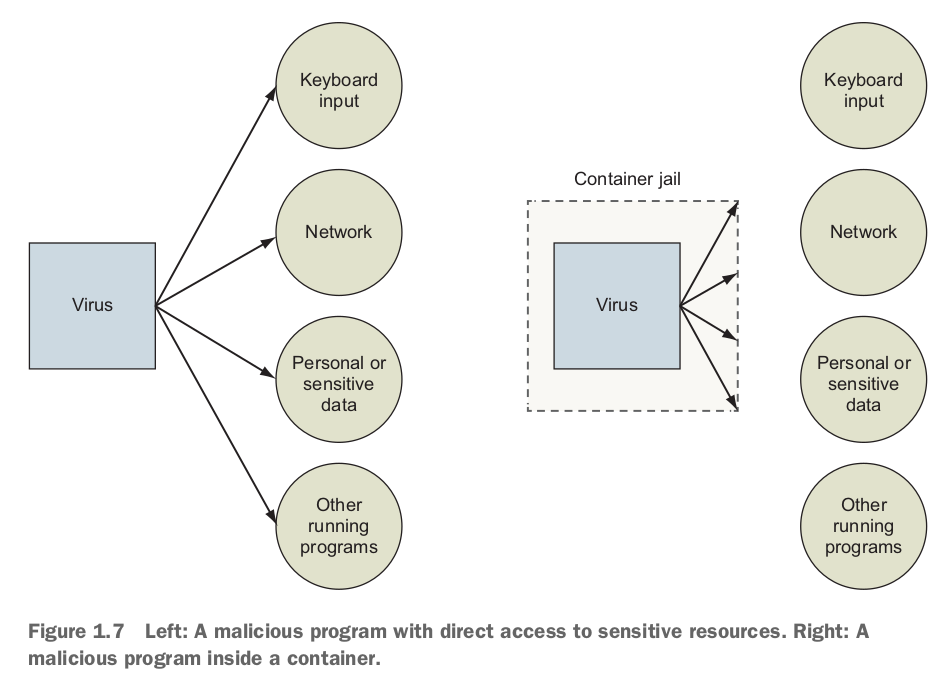 Keyboard
input
Network
Personal or
sensitive
data
Other
running
programs
Virus
Container jail
Virus
Keyboard
input
Network
Personal or
sensitive
data
Other
running
programs
Figure 1.7 Left: A malicious program with direct access to sensitive resources. Right: A
malicious program inside a container.